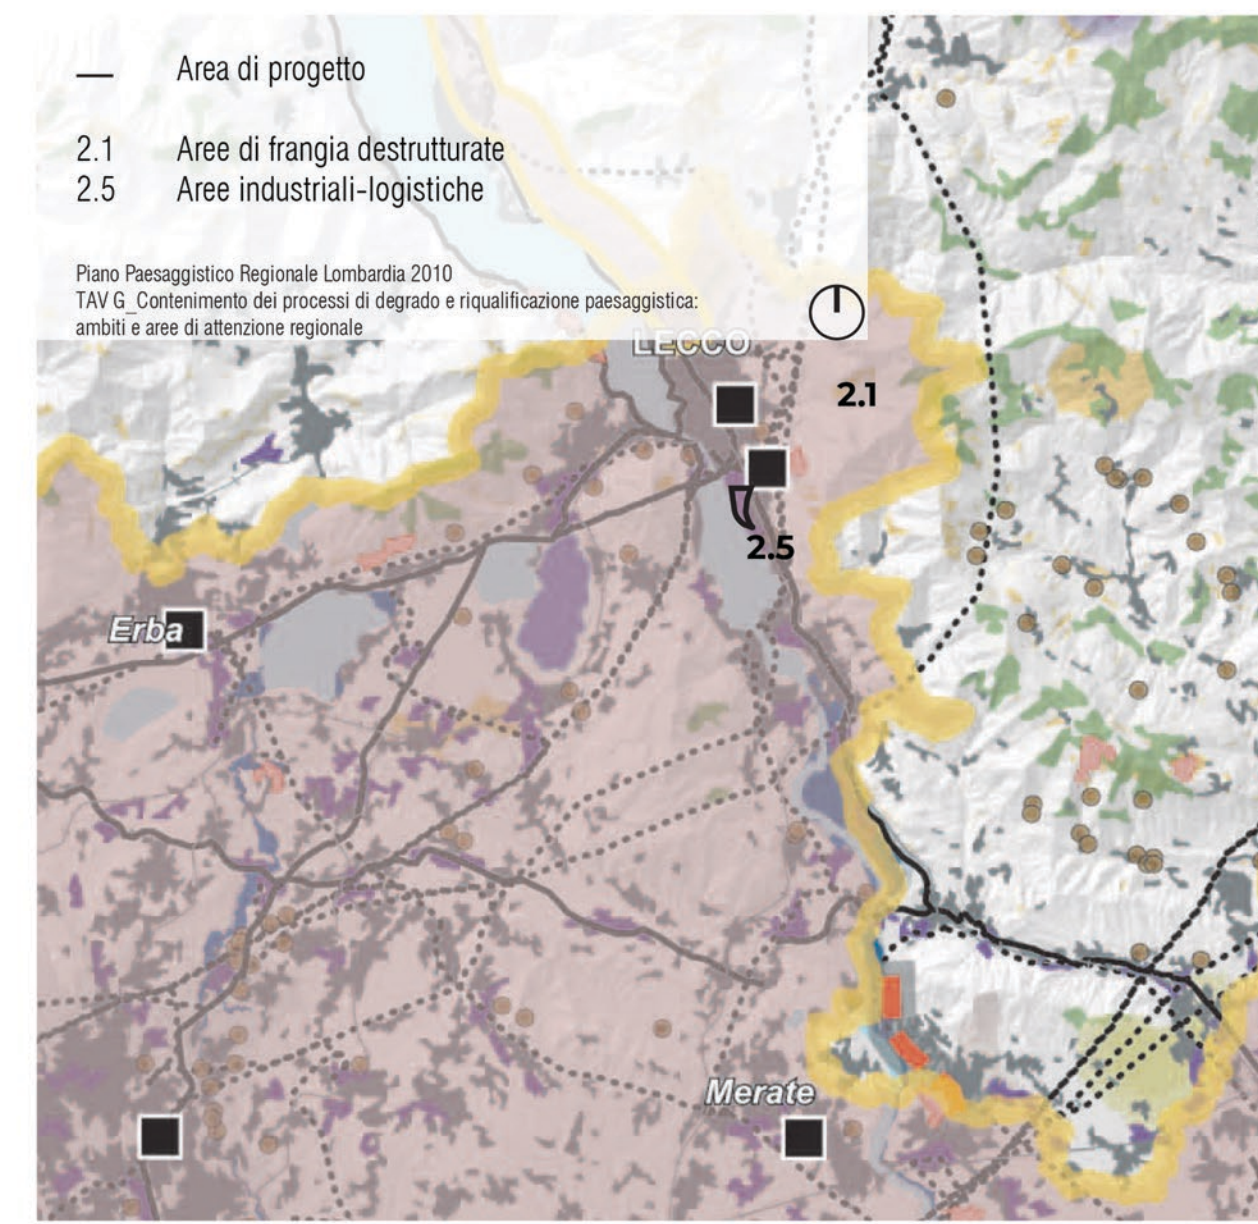 Area di progetto
2.1 Aree di frangia destrutturate
2.5 Aree industriali-logistiche
Piano Paesaggistico Regionale Lombardia 2010
TAV G_Contenimento dei processi di degrado e riqualificazione paesaggistica:
ambiti e aree di attenzione regionale
LECCO
2.1
2.5
Erba
Merate